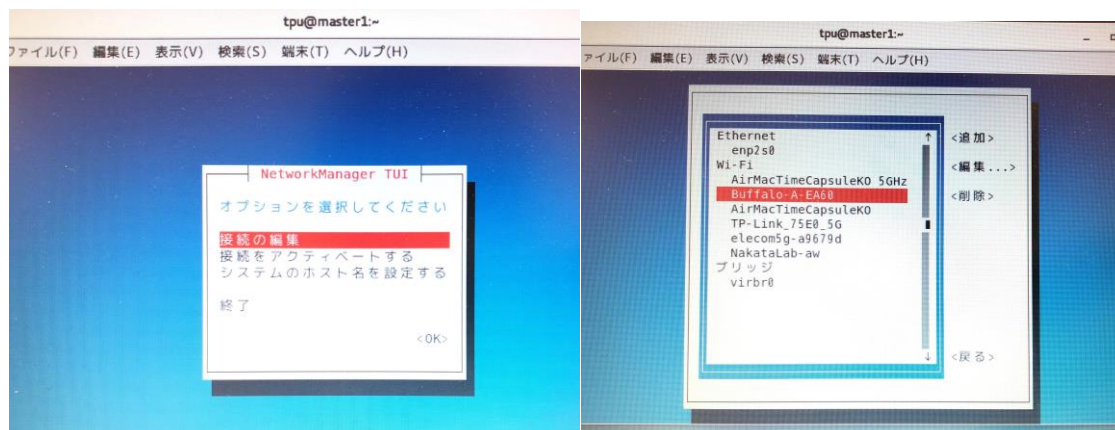 tpu@master1:~
ファイル(F) 編集(E) 表示(V) 検索(S) 端末(T) ヘルプ(H)
NetworkManager TUI
オプションを選択してください
接続の編集
接続をアクティベートする
システムのホスト名を設定する
終了
<OK>
tpu@master1:~
ァイル(F) 編集(E) 表示(V) 検索(S) 端末(T) ヘルプ(H)
Ethernet
enp2s0
Wi-Fi
AirMacTimeCapsuleKO 5GHz
Buffalo-A-EA60
AirMacTimeCapsuleKO
TP-Link_75E0_5G
elecom5g-a9679d
NakataLab-aw
ブリッジ
virbr0
<追加>
<編集...>
<削除>
<戻る>